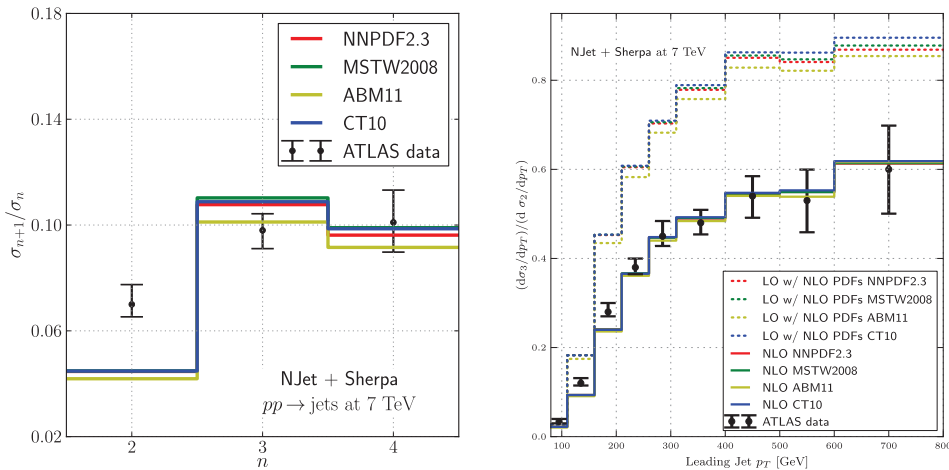 0.18
0.14
0.10
0.06
0.02
σn+1/σn
NNPDF2.3
MSTW2008
ABM11
CT10
ATLAS data
NJet + Sherpa
pp → jets at 7 TeV
2 3 4
n
NJet + Sherpa at 7 TeV
0.8
0.6
0.4
0.2
0.0
(dσ3/dpT)/(d σ2/dpT)
LO w/ NLO PDFs NNPDF2.3
LO w/ NLO PDFs MSTW2008
LO w/ NLO PDFs ABM11
LO w/ NLO PDFs CT10
NLO NNPDF2.3
NLO MSTW2008
NLO ABM11
NLO CT10
ATLAS data
100 200 300 400 500 600 700 800
Leading Jet pT [GeV]